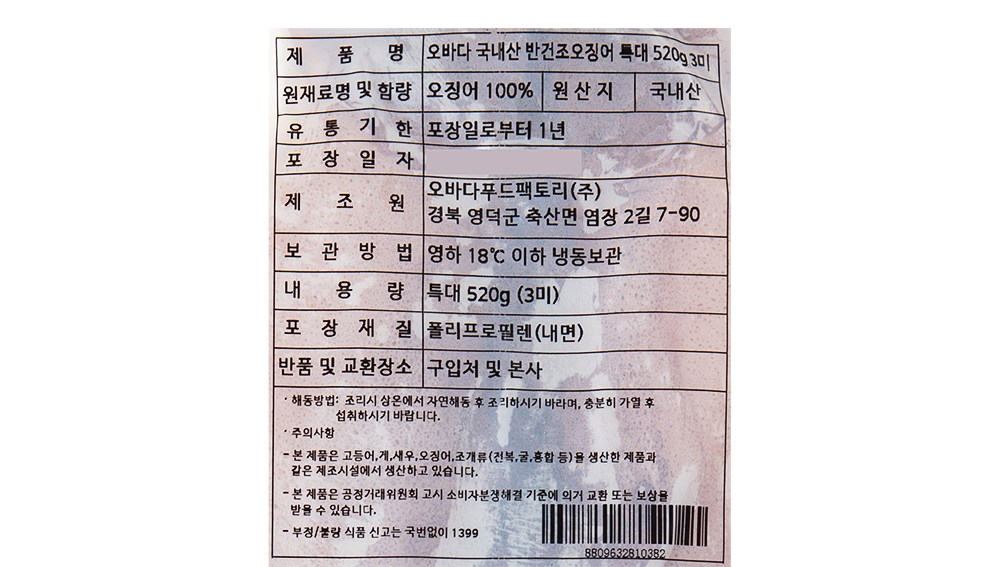 제 품 명 오바다 국내산 반건조오징어 특대 520g 3미
원재료명 및 함량 오징어 100% 원 산 지 국내산
유 통 기 한 포장일로부터 1년
포 장 일 자
제 조 원 오바다푸드팩토리(주)
경북 영덕군 축산면 염장 2길 7-90
보 관 방 법 영하 18℃ 이하 냉동보관
내 용 량 특대 520g (3미)
포 장 재 질 폴리프로필렌(내면)
반품 및 교환장소 구입처 및 본사
· 해동방법: 조리시 상온에서 자연해동 후 조리하시기 바라며, 충분히 가열 후
섭취하시기 바랍니다.
· 주의사항
- 본 제품은 고등어,게,새우,오징어,조개류(전복,굴,홍합 등)을 생산한 제품과
같은 제조시설에서 생산하고 있습니다.
- 본 제품은 공정거래위원회 고시 소비자분쟁해결 기준에 의거 교환 또는 보상을
받을 수 있습니다.
- 부정/불량 식품 신고는 국번없이 1399
8809632810382